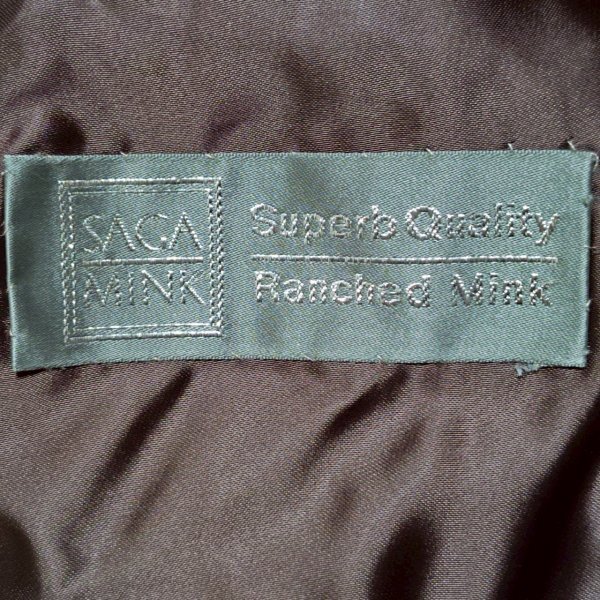 SAGA
MINK
Superb Quality
Ranched Mink